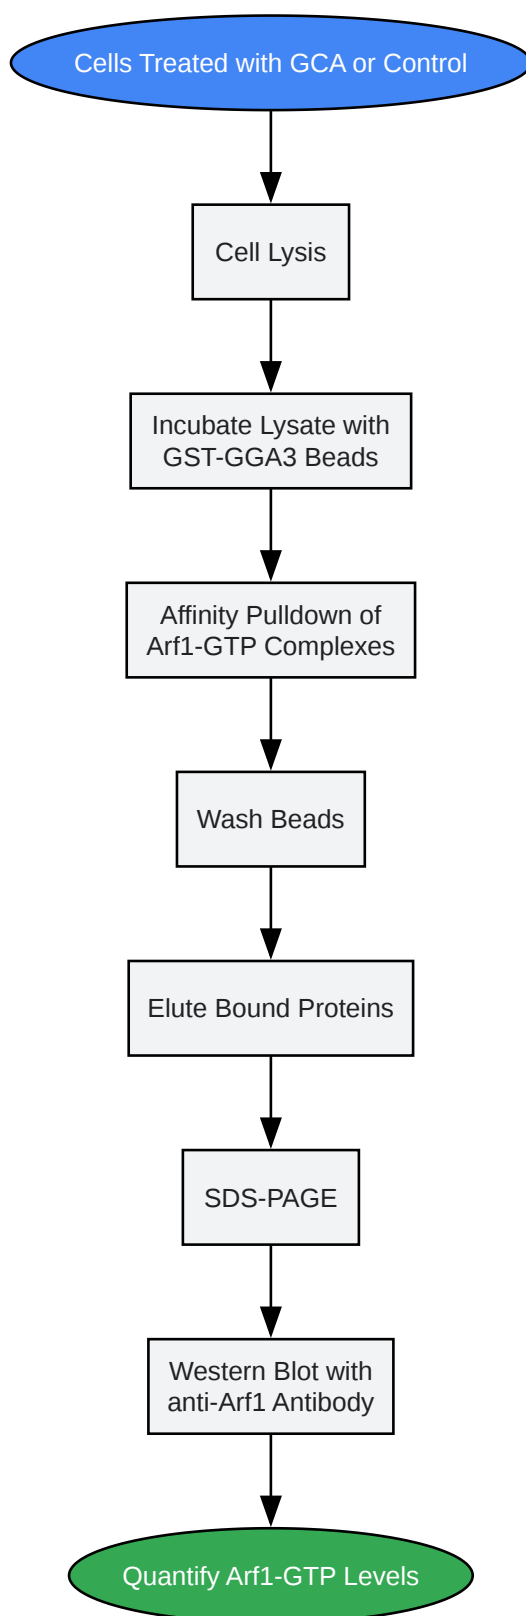 Cells Treated with GCA or Control
Cell Lysis
Incubate Lysate with
GST-GGA3 Beads
Affinity Pulldown of
Arf1-GTP Complexes
Wash Beads
Elute Bound Proteins
SDS-PAGE
Western Blot with
anti-Arf1 Antibody
Quantify Arf1-GTP Levels